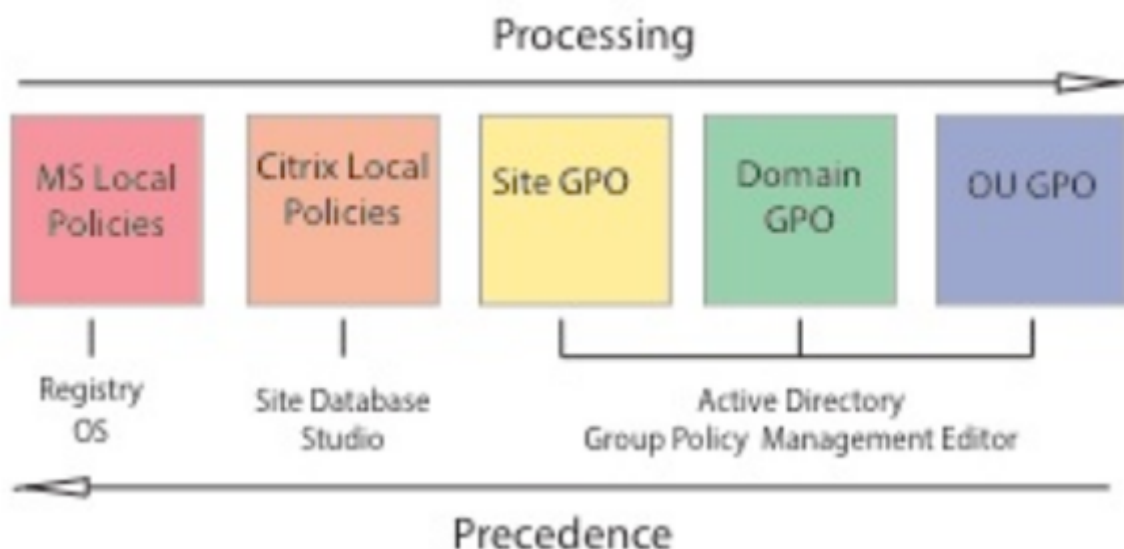 Processing
MS Local
Policies
Citrix Local
Policies
Site GPO
Domain
GPO
OU GPO
Registry
OS
Site Database
Studio
Active Directory
Group Policy Management Editor
Precedence